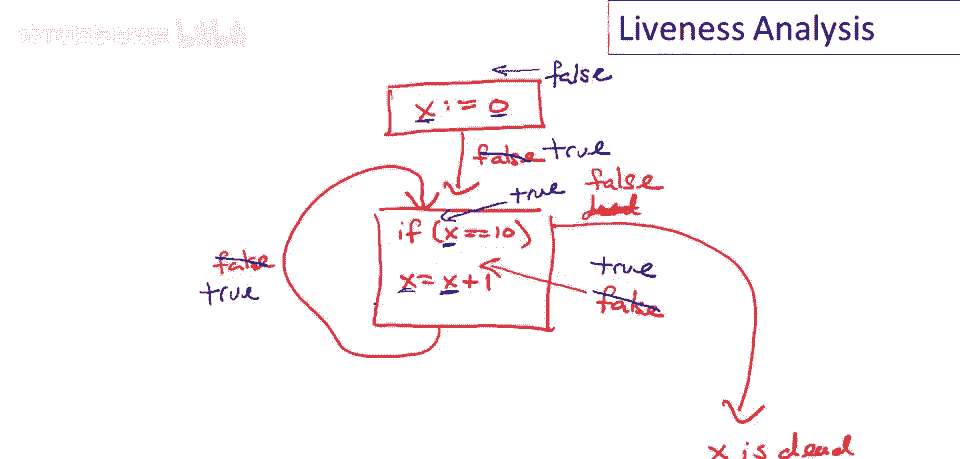 Liveness Analysis
false
x := 0
false true
true
false
dead
if (x==10)
x = x+1
false
true
true
false
x is dead